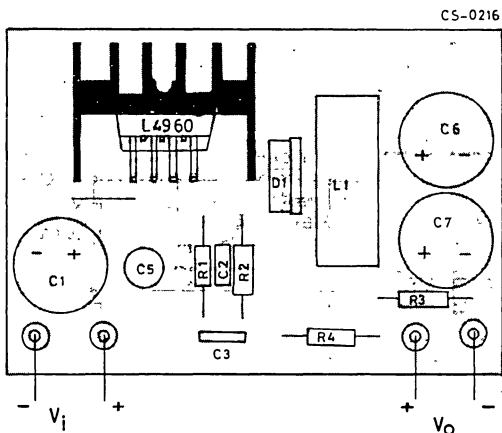 CS-0216
L4960
C6
+ -
D1
L1
C7
+ -
- +
C1
C5
R1
C2
R2
R3
C3
R4
- +
Vi
+ -
Vo